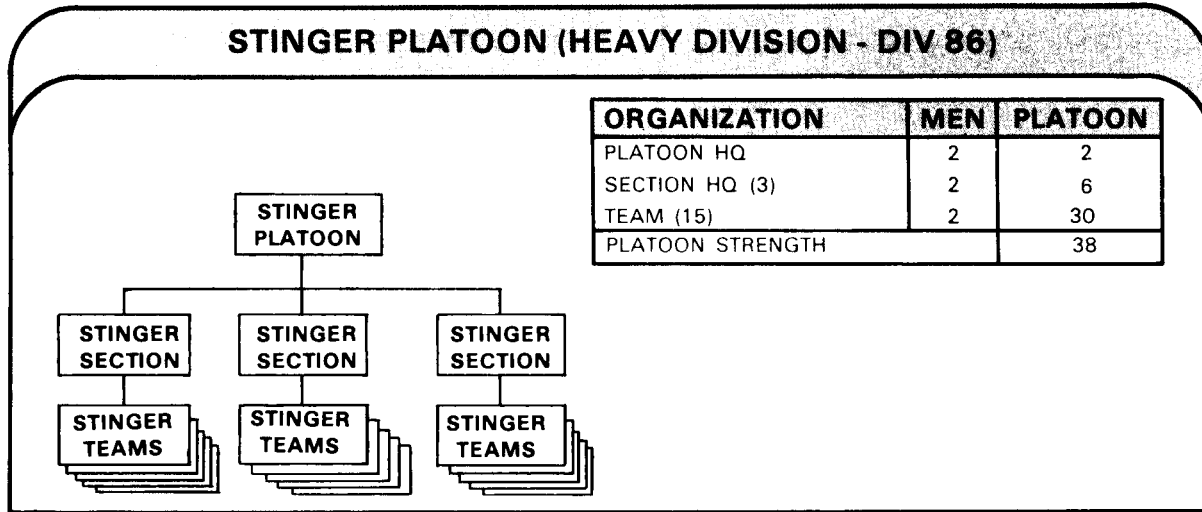 STINGER PLATOON (HEAVY DIVISION - DIV 86)
ORGANIZATION MEN PLATOON
PLATOON HQ 2 2
SECTION HQ (3) 2 6
TEAM (15) 2 30
PLATOON STRENGTH 38
STINGER
PLATOON
STINGER
SECTION
STINGER
SECTION
STINGER
SECTION
STINGER
TEAMS
STINGER
TEAMS
STINGER
TEAMS